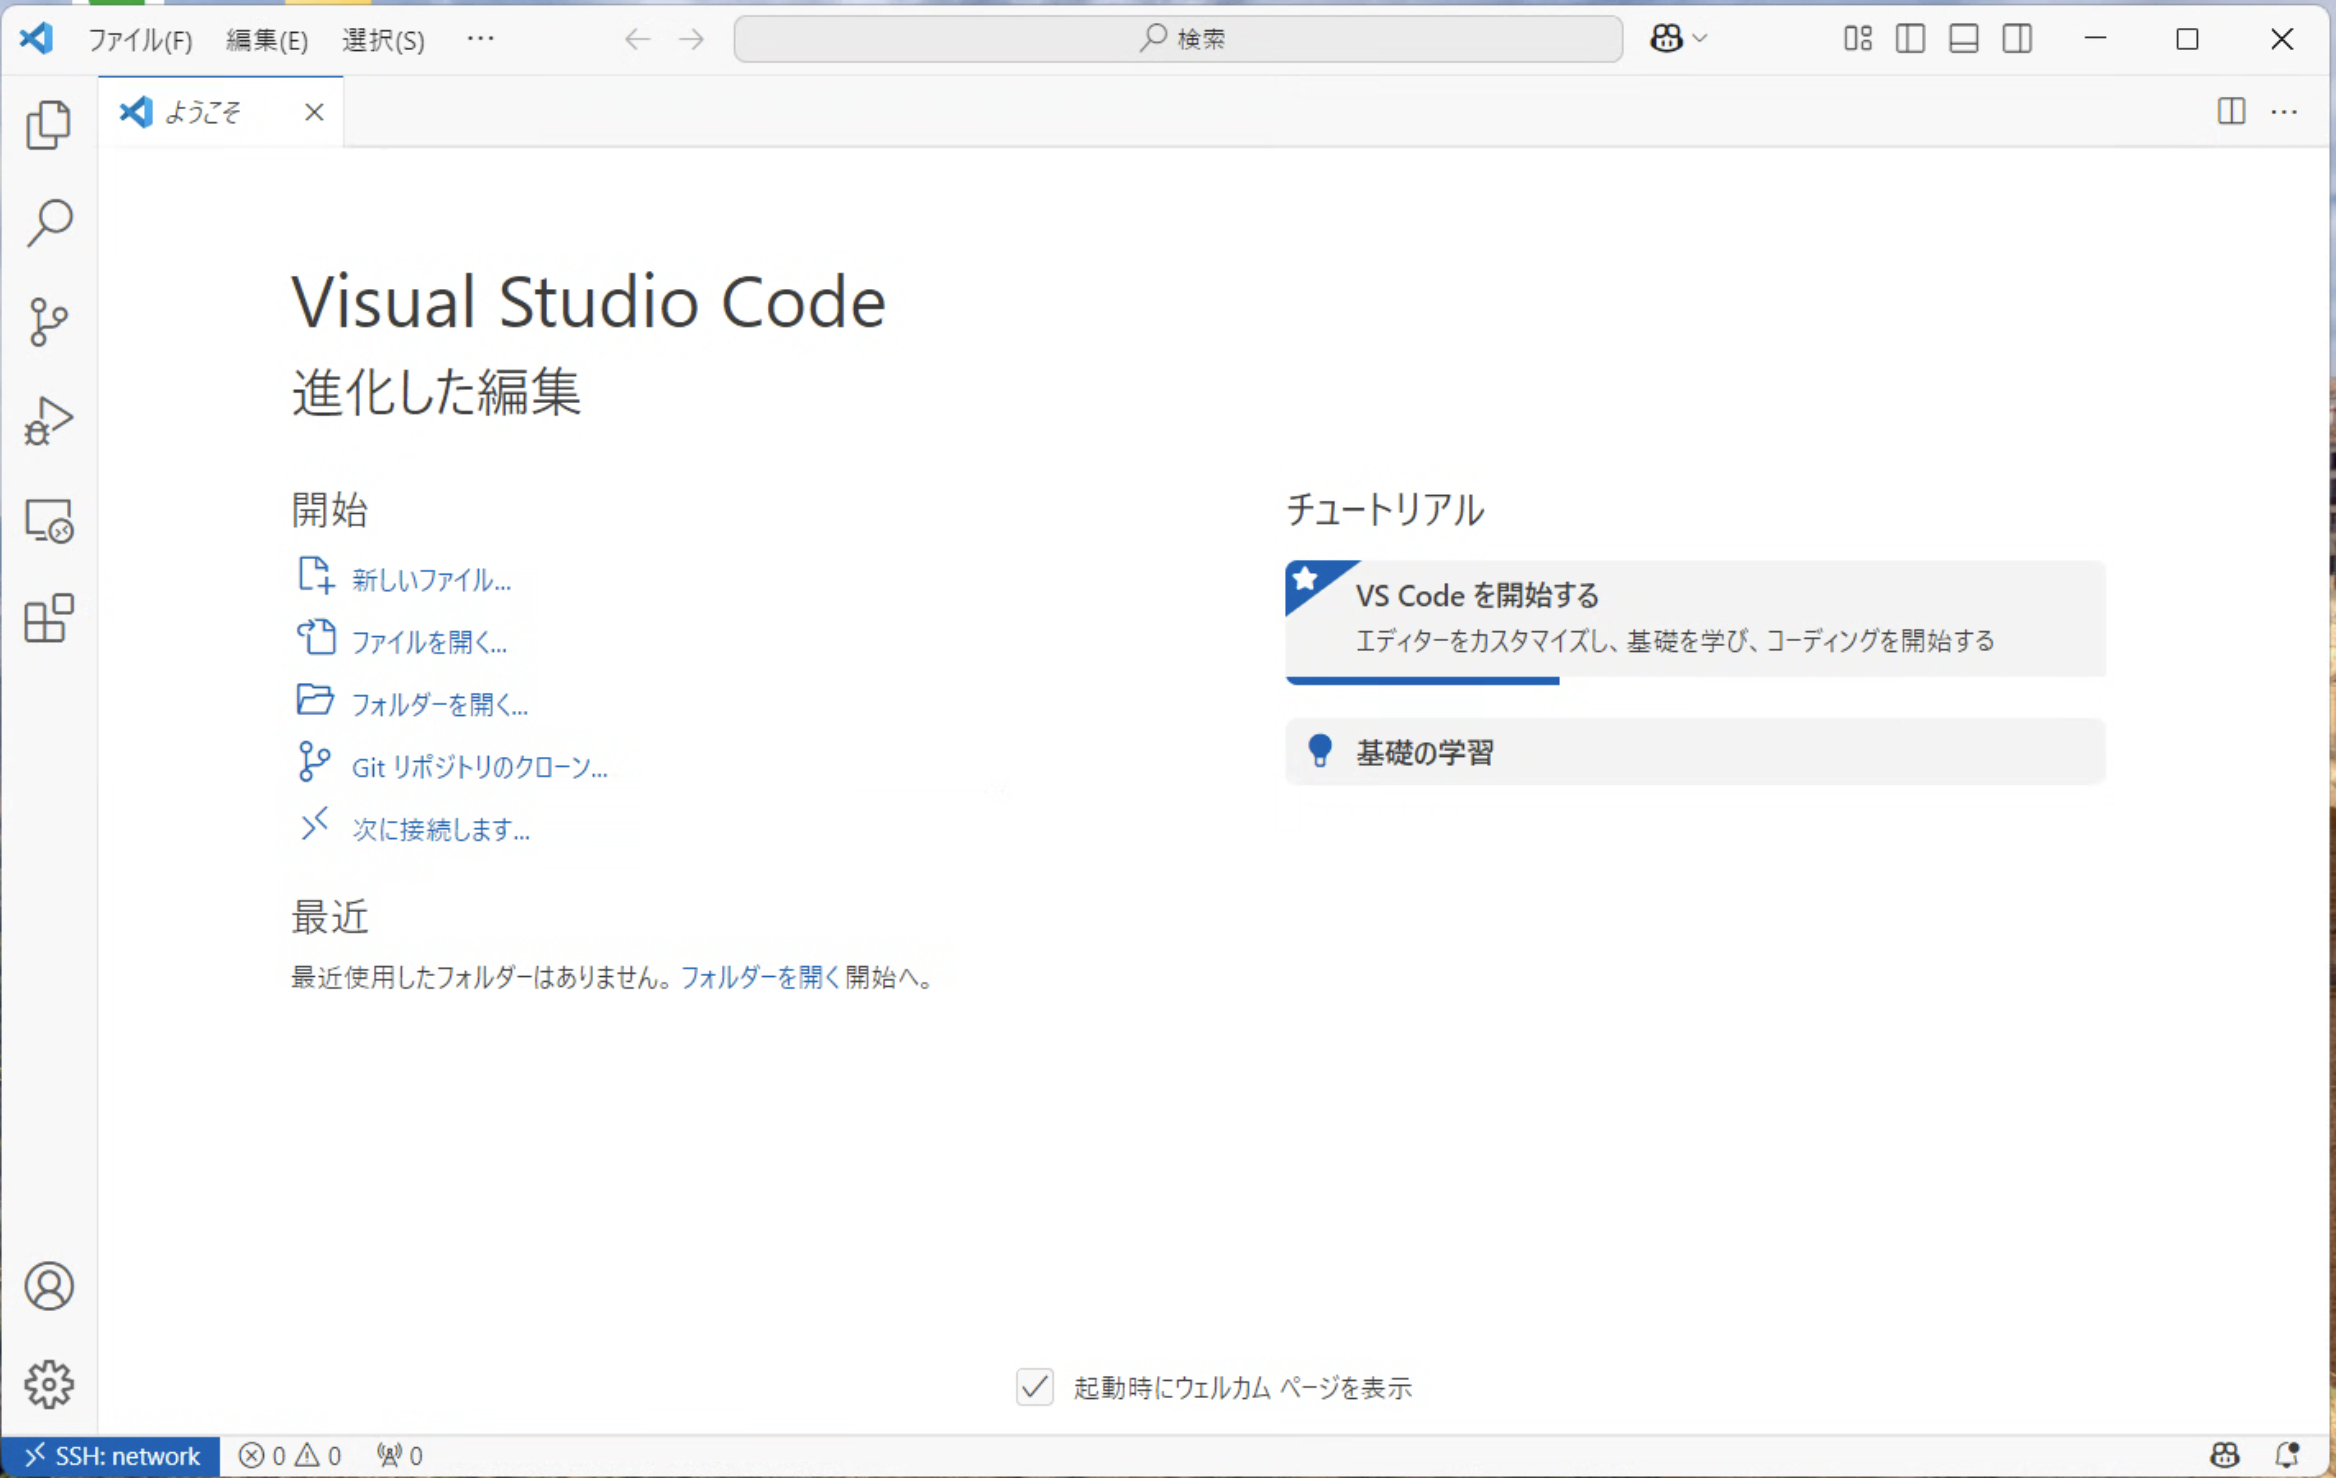 ファイル(F) 編集(E) 選択(S) ··· 検索
ようこそ
Visual Studio Code
進化した編集
開始
新しいファイル...
ファイルを開く...
フォルダーを開く...
Git リポジトリのクローン...
次に接続します...
最近
最近使用したフォルダーはありません。フォルダーを開く 開始へ。
チュートリアル
VS Code を開始する
エディターをカスタマイズし、基礎を学び、コーディングを開始する
基礎の学習
起動時にウェルカム ページを表示
SSH: network 0 0 0